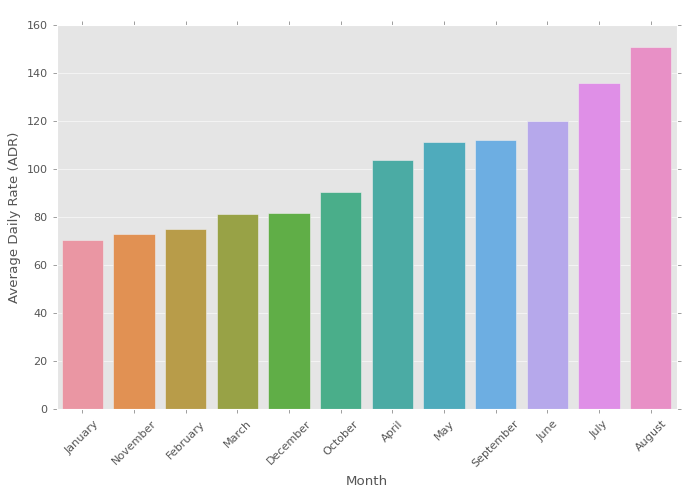 160
140
120
100
80
60
40
20
0
Average Daily Rate (ADR)
January
November
February
March
December
October
April
May
September
June
July
August
Month